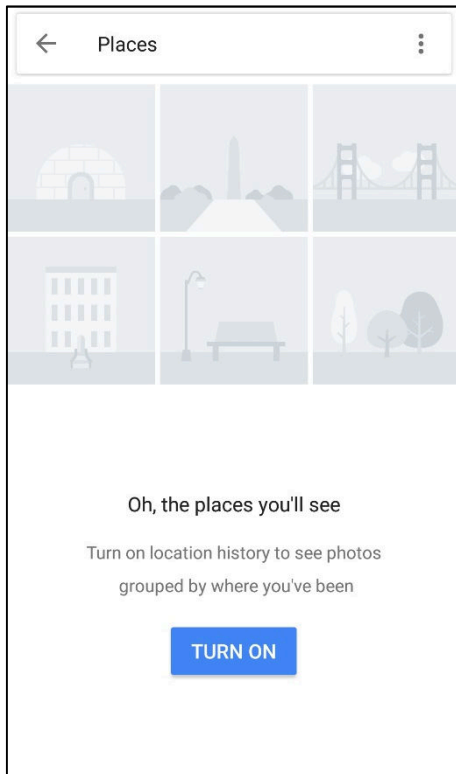 Places
Oh, the places you'll see
Turn on location history to see photos
grouped by where you've been
TURN ON